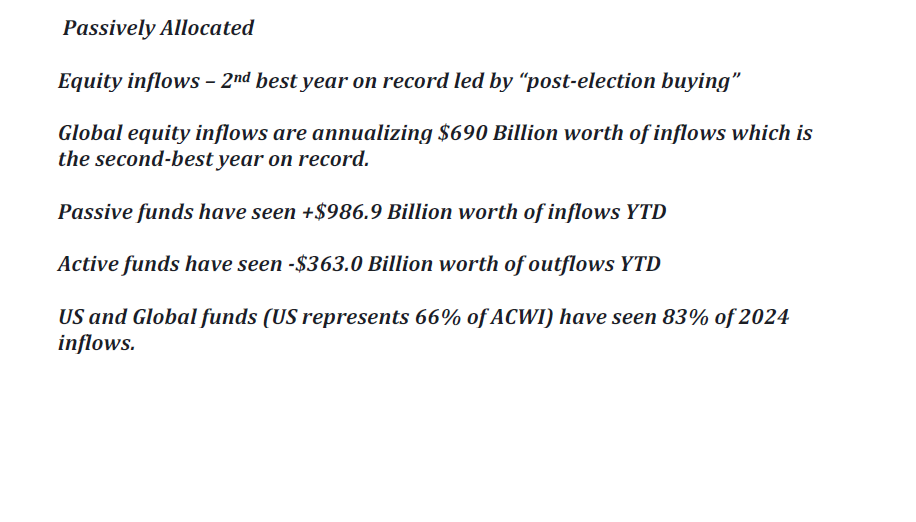 Passively Allocated
Equity inflows – 2nd best year on record led by “post-election buying”
Global equity inflows are annualizing $690 Billion worth of inflows which is
the second-best year on record.
Passive funds have seen +$986.9 Billion worth of inflows YTD
Active funds have seen -$363.0 Billion worth of outflows YTD
US and Global funds (US represents 66% of ACWI) have seen 83% of 2024
inflows.